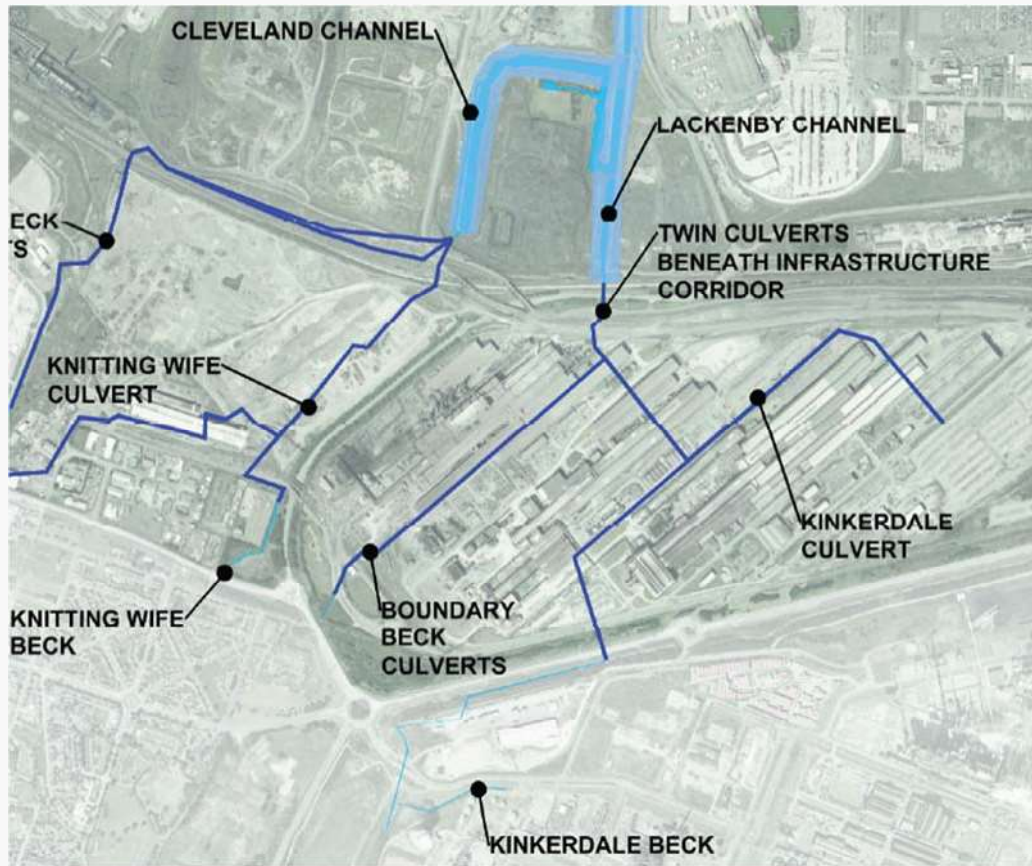 CLEVELAND CHANNEL
LACKENBY CHANNEL
ECK
TS
TWIN CULVERTS
BENEATH INFRASTRUCTURE
CORRIDOR
KNITTING WIFE
CULVERT
KINKERDALE
CULVERT
KNITTING WIFE
BECK
BOUNDARY
BECK
CULVERTS
KINKERDALE BECK